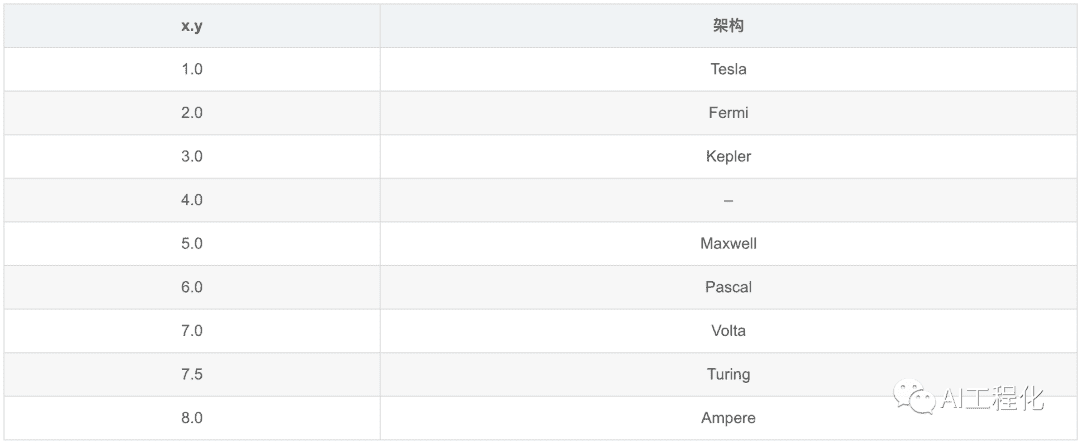 x.y 架构
1.0 Tesla
2.0 Fermi
3.0 Kepler
4.0 –
5.0 Maxwell
6.0 Pascal
7.0 Volta
7.5 Turing
8.0 Ampere
AI工程化